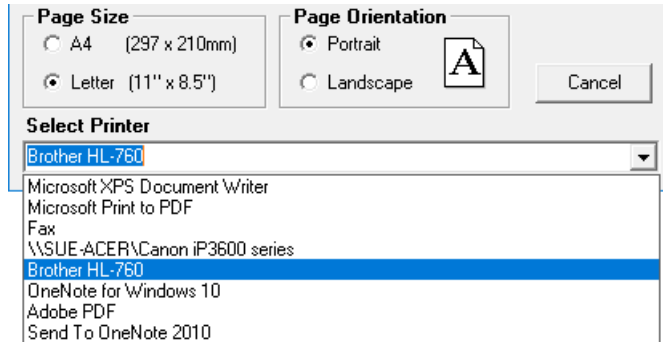 Page Size
A4 (297 x 210mm)
Letter (11" x 8.5")
Page Orientation
Portrait
Landscape
A
Cancel
Select Printer
Brother HL-760
Microsoft XPS Document Writer
Microsoft Print to PDF
Fax
\\SUE-ACER\Canon iP3600 series
Brother HL-760
OneNote for Windows 10
Adobe PDF
Send To OneNote 2010